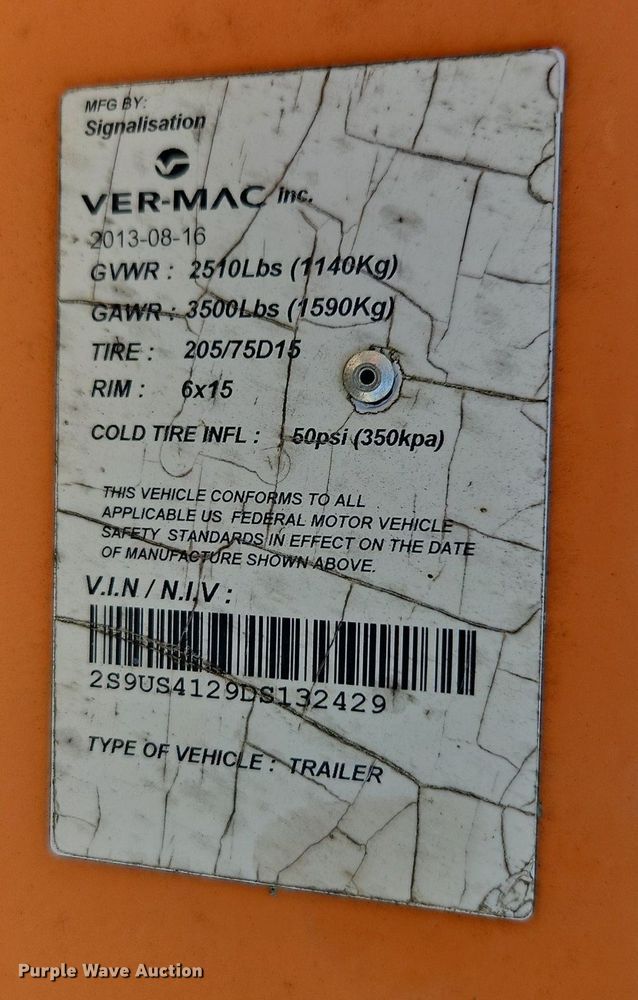 MFG BY:
Signalisation
VER-MAC inc.
2013-08-16
GVWR : 2510Lbs (1140Kg)
GAWR : 3500Lbs (1590Kg)
TIRE : 205/75D15
RIM : 6x15
COLD TIRE INFL : 50psi (350kpa)
THIS VEHICLE CONFORMS TO ALL
APPLICABLE US FEDERAL MOTOR VEHICLE
SAFETY STANDARDS IN EFFECT ON THE DATE
OF MANUFACTURE SHOWN ABOVE.
V.I.N / N.I.V :
2S9US4129DS132429
TYPE OF VEHICLE : TRAILER
Purple Wave Auction